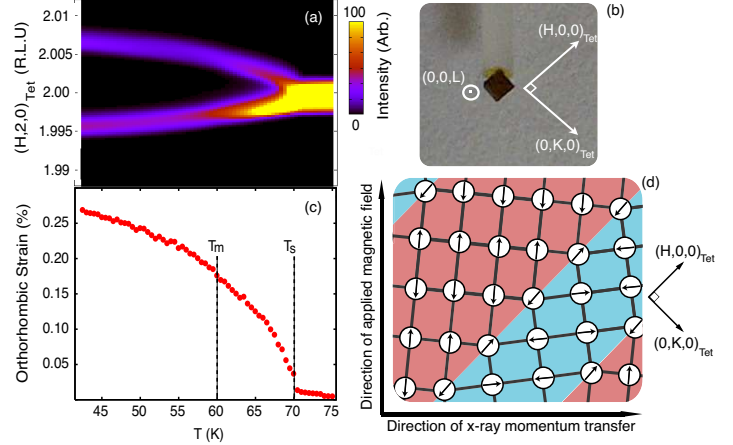 (a)
2.01
2.005
2.00
1.995
1.99
(H,2,0)Tet (R.L.U)
100
0
Intensity (Arb.)
(b)
(H,0,0)Tet
(0,0,L)
(0,K,0)Tet
(c)
0.25
0.20
0.15
0.10
0.05
Orthorhombic Strain (%)
Tm
Ts
45 50 55 60 65 70 75
T (K)
(d)
Direction of applied magnetic field
(H,0,0)Tet
(0,K,0)Tet
Direction of x-ray momentum transfer